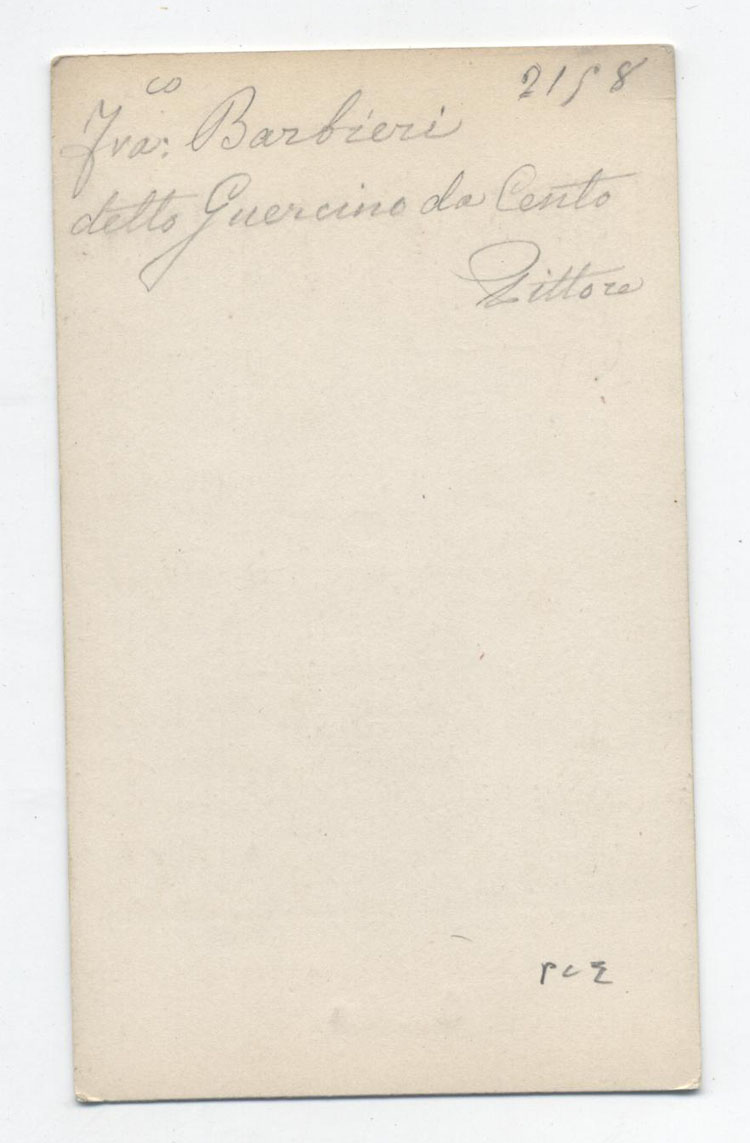 2158
Fra:co Barbieri
detto Guercino da Cento
Pittore